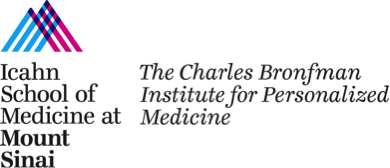 Icahn
School of
Medicine at
Mount
Sinai
The Charles Bronfman
Institute for Personalized
Medicine